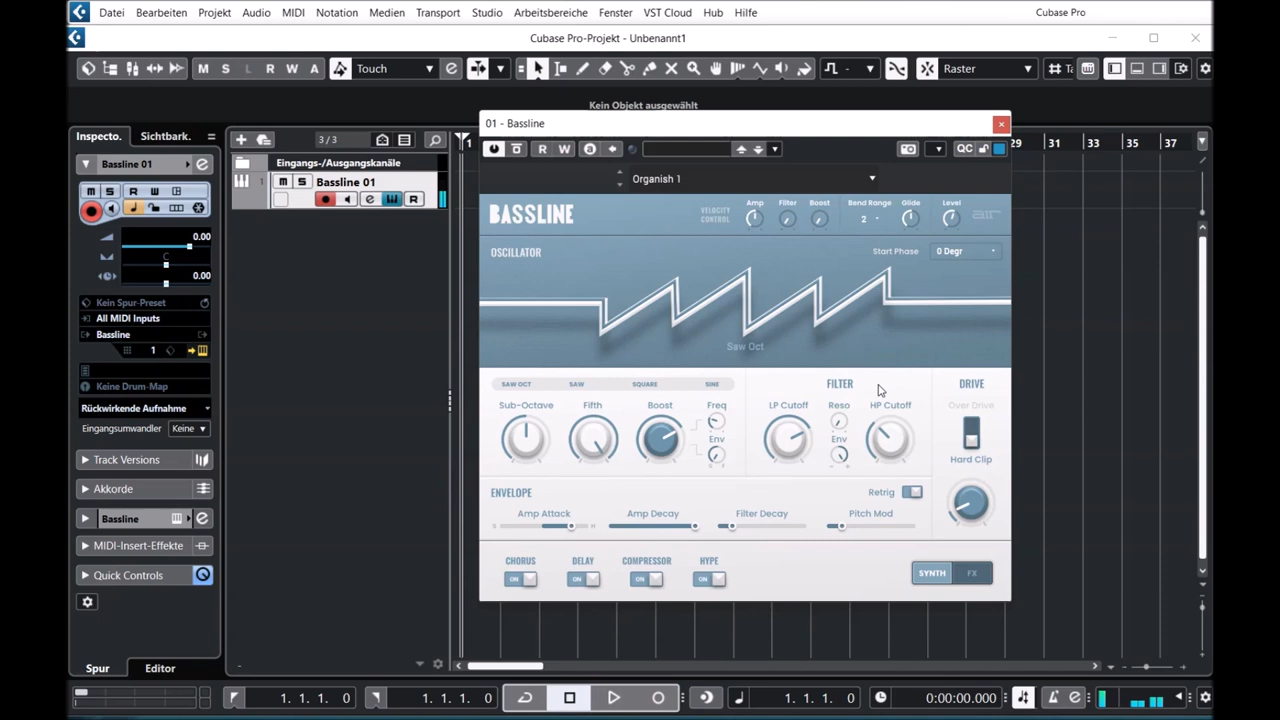 Datei Bearbeiten Projekt Audio MIDI Notation Medien Transport Studio Arbeitsbereiche Fenster VST Cloud Hub Hilfe Cubase Pro
Cubase Pro-Projekt - Unbenannt1
M S L R W A Touch - Raster
Kein Objekt ausgewählt
Inspecto. Sichtbark. 3 / 3 1 29 31 33 35 37
01 - Bassline
Bassline 01 Eingangs-/Ausgangskanäle
R W QC
1 M S Bassline 01
M S R W R
Organish 1
0.00
C
0.00
BASSLINE VELOCITY CONTROL Amp Filter Boost Bend Range 2 Glide Level air
OSCILLATOR Start Phase 0 Degr
Kein Spur-Preset
All MIDI Inputs
Bassline
1
Saw Oct
Keine Drum-Map
Rückwirkende Aufnahme
Eingangsumwandler Keine
SAW OCT SAW SQUARE SINE FILTER DRIVE
Sub-Octave Fifth Boost Freq LP Cutoff Reso HP Cutoff Over Drive
Env Env
S F - +
Hard Clip
Track Versions
Akkorde
Bassline
MIDI-Insert-Effekte
Quick Controls
ENVELOPE Retrig
Amp Attack Amp Decay Filter Decay Pitch Mod
S H
CHORUS DELAY COMPRESSOR HYPE
ON ON ON ON
SYNTH FX
Spur Editor
1. 1. 1. 0 1. 1. 1. 0 1. 1. 1. 0 0:00:00.000